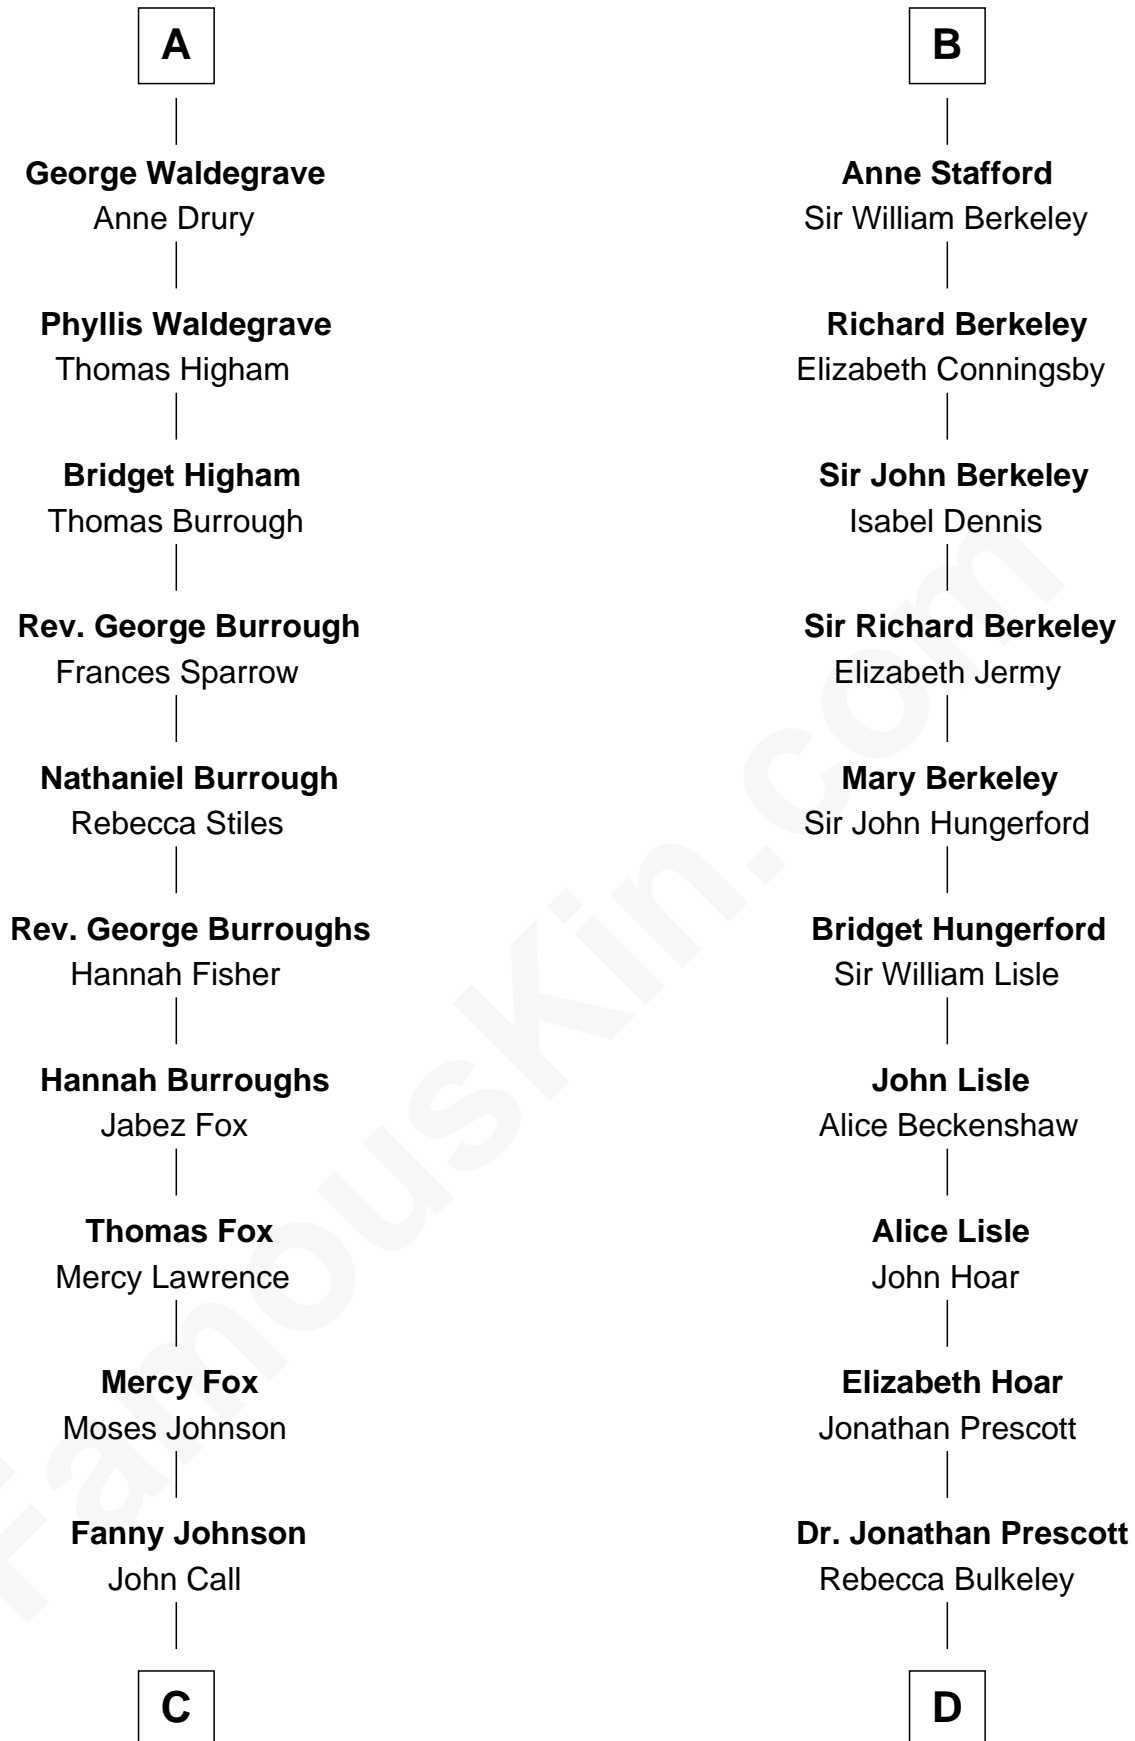 A
George Waldegrave
Anne Drury
Phyllis Waldegrave
Thomas Higham
Bridget Higham
Thomas Burrough
Rev. George Burrough
Frances Sparrow
Nathaniel Burrough
Rebecca Stiles
Rev. George Burroughs
Hannah Fisher
Hannah Burroughs
Jabez Fox
Thomas Fox
Mercy Lawrence
Mercy Fox
Moses Johnson
Fanny Johnson
John Call
C
B
Anne Stafford
Sir William Berkeley
Richard Berkeley
Elizabeth Conningsby
Sir John Berkeley
Isabel Dennis
Sir Richard Berkeley
Elizabeth Jermy
Mary Berkeley
Sir John Hungerford
Bridget Hungerford
Sir William Lisle
John Lisle
Alice Beckenshaw
Alice Lisle
John Hoar
Elizabeth Hoar
Jonathan Prescott
Dr. Jonathan Prescott
Rebecca Bulkeley
D
FamousKin.com